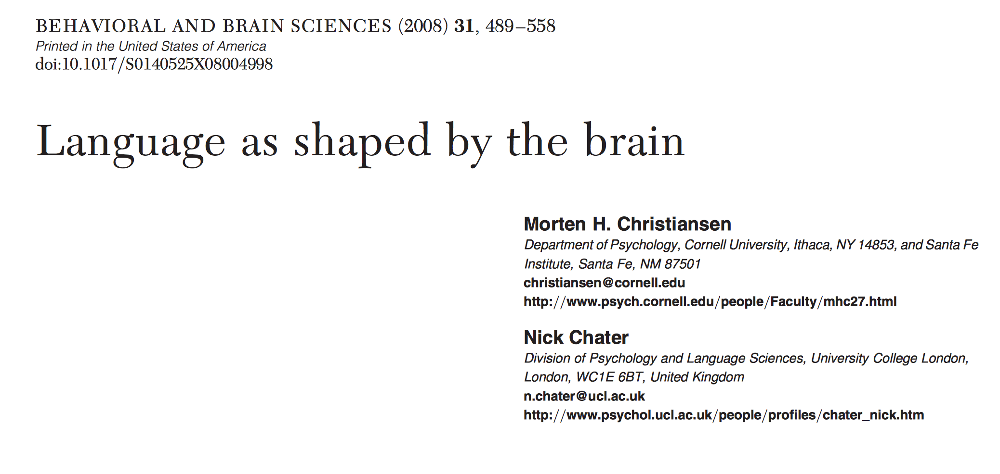 BEHAVIORAL AND BRAIN SCIENCES (2008) 31, 489–558
Printed in the United States of America
doi:10.1017/S0140525X08004998
Language as shaped by the brain
Morten H. Christiansen
Department of Psychology, Cornell University, Ithaca, NY 14853, and Santa Fe
Institute, Santa Fe, NM 87501
christiansen@cornell.edu
http://www.psych.cornell.edu/people/Faculty/mhc27.html
Nick Chater
Division of Psychology and Language Sciences, University College London,
London, WC1E 6BT, United Kingdom
n.chater@ucl.ac.uk
http://www.psychol.ucl.ac.uk/people/profiles/chater_nick.htm